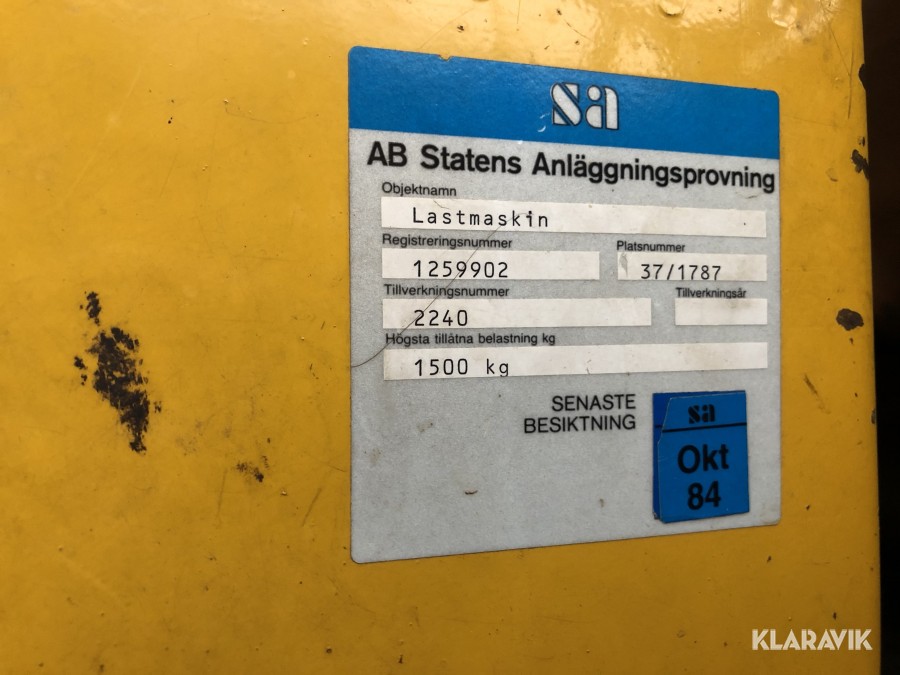 sa
AB Statens Anläggningsprovning
Objektnamn
Lastmaskin
Registreringsnummer Platsnummer
1259902 37/1787
Tillverkningsnummer Tillverkningsår
2240
Högsta tillåtna belastning kg
1500 kg
SENASTE
BESIKTNING
sa
Okt
84
KLARAVIK